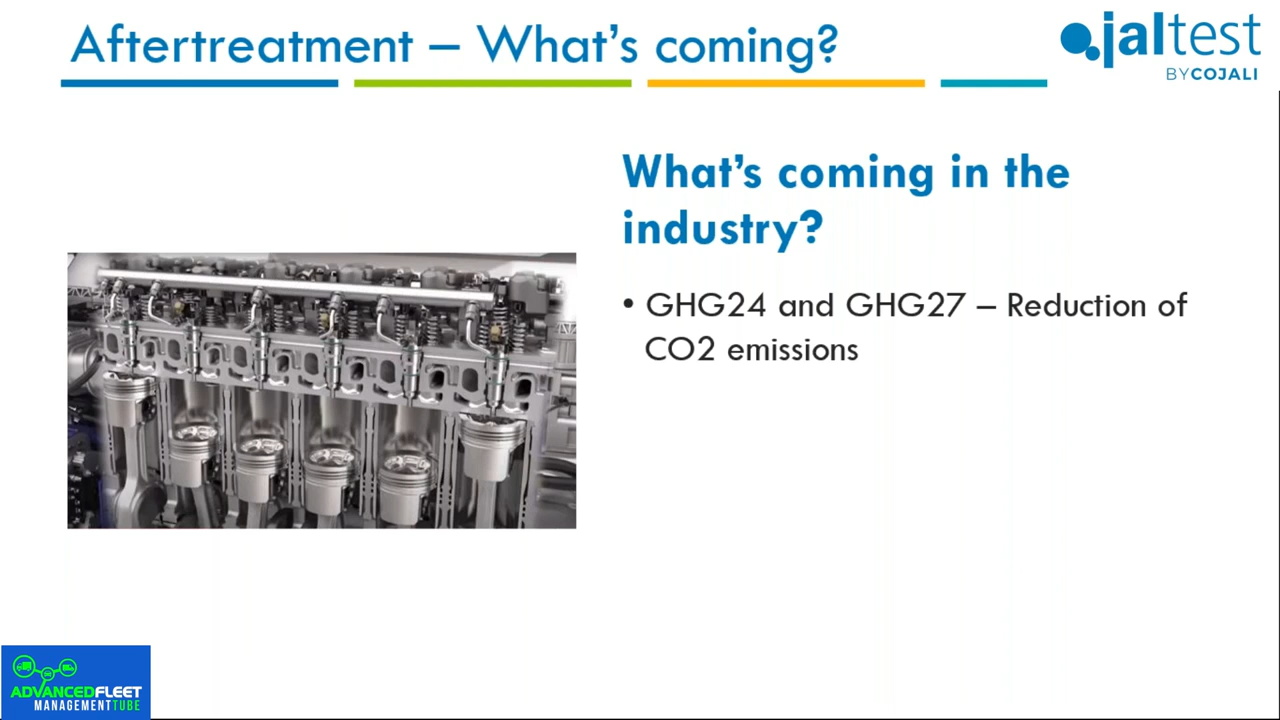 Aftertreatment – What's coming?
jaltest
BYCOJALI
What's coming in the
industry?
• GHG24 and GHG27 – Reduction of
CO2 emissions
ADVANCEDFLEET
MANAGEMENTTUBE